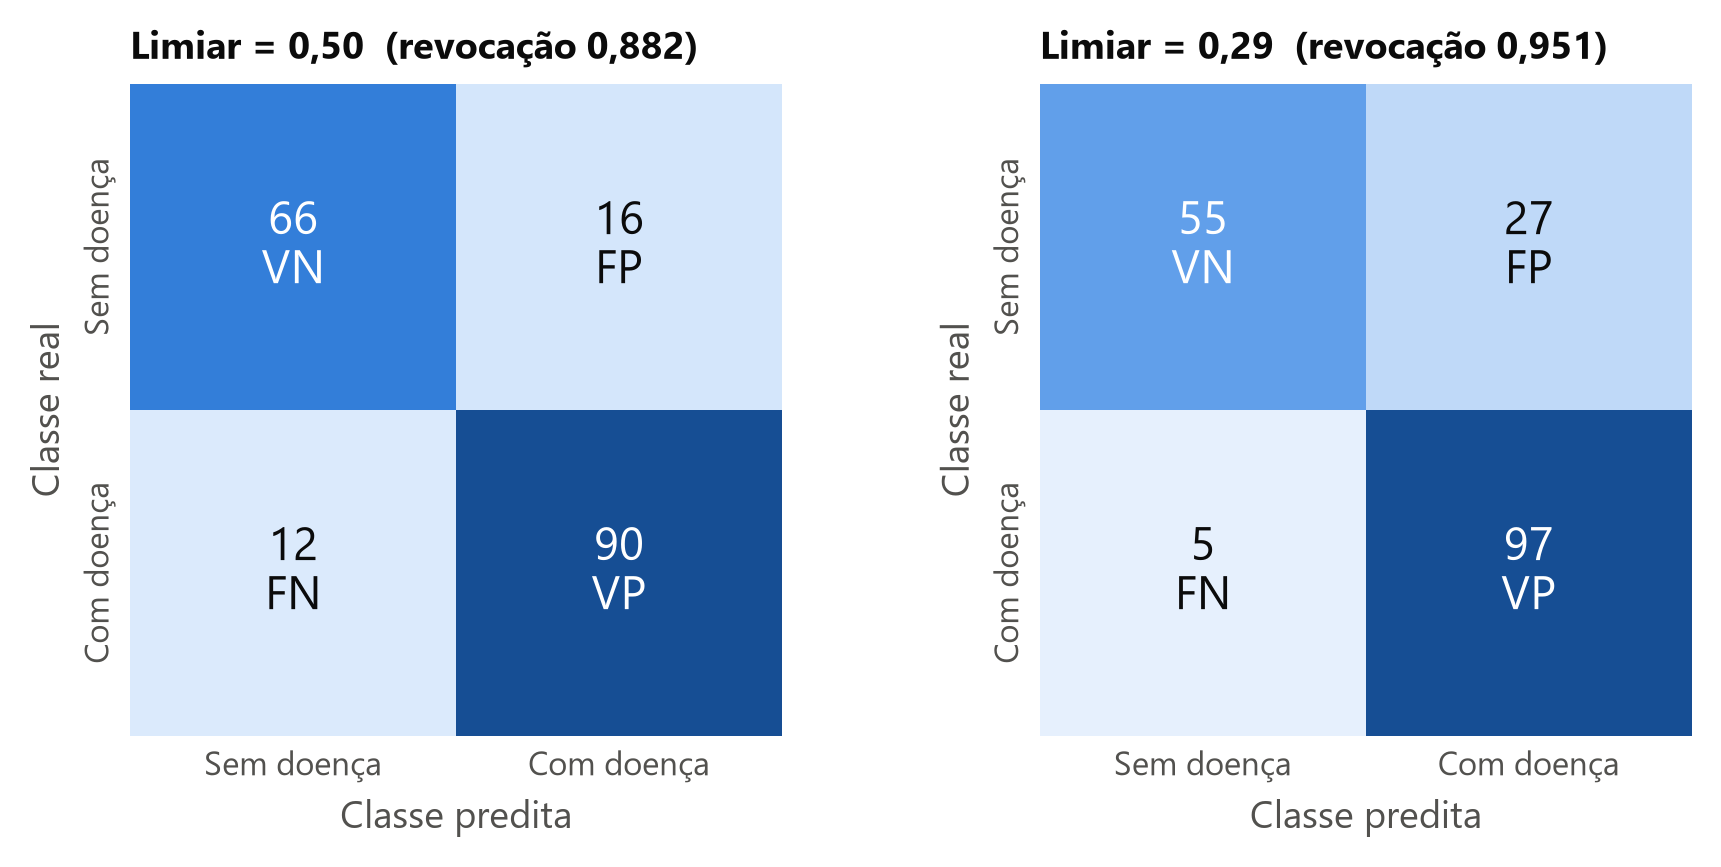 Limiar = 0,50 (revocação 0,882)
Classe real
Sem doença
Com doença
66
VN
16
FP
12
FN
90
VP
Sem doença
Com doença
Classe predita
Limiar = 0,29 (revocação 0,951)
Classe real
Sem doença
Com doença
55
VN
27
FP
5
FN
97
VP
Sem doença
Com doença
Classe predita